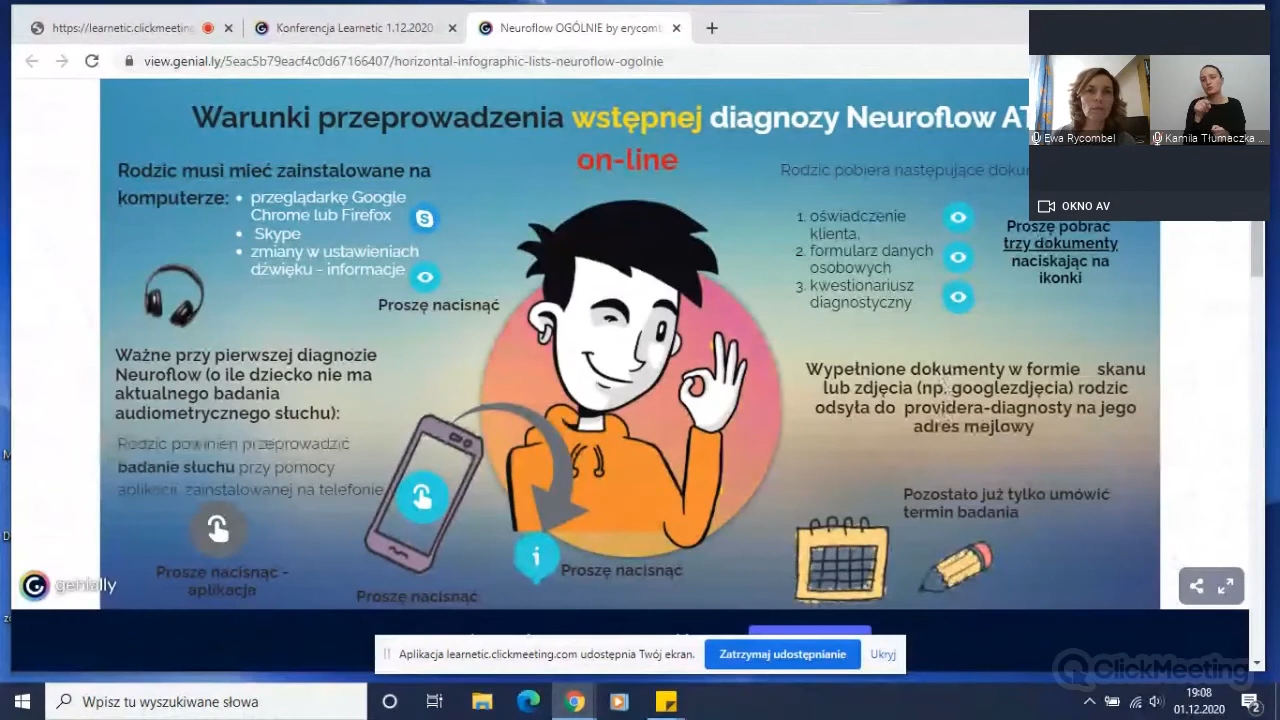 https://learnetic.clickmeeting
Konferencja Learnetic 1.12.2020
Neuroflow OGÓLNIE by erycomb
view.genial.ly/5eac5b79eacf4c0d67166407/horizontal-infographic-lists-neuroflow-ogolnie
Warunki przeprowadzenia wstępnej diagnozy Neuroflow AT
on-line
Rodzic musi mieć zainstalowane na
komputerze:
• przeglądarkę Google
Chrome lub Firefox
• Skype
• zmiany w ustawieniach
dźwięku - informacje
Proszę nacisnąć
Ważne przy pierwszej diagnozie
Neuroflow (o ile dziecko nie ma
aktualnego badania
audiometrycznego słuchu):
Rodzic powinien przeprowadzić
badanie słuchu przy pomocy
aplikacji, zainstalowanej na telefonie
Proszę nacisnąć -
aplikacja
Proszę nacisnąć
i
Proszę nacisnąć
Rodzic pobiera następujące
1. oświadczenie
klienta,
2. formularz danych
osobowych
3. kwestionariusz
diagnostyczny
Proszę pobrać
trzy dokumenty
naciskając na
ikonki
Wypełnione dokumenty w formie skanu
lub zdjęcia (np. googlezdjęcia) rodzic
odsyła do providera-diagnosty na jego
adres mejlowy
Pozostało już tylko umówić
termin badania
genially
Ewa Rycombel
Kamila Tłumaczka ...
OKNO AV
Aplikacja learnetic.clickmeeting.com udostępnia Twój ekran.
Zatrzymaj udostępnianie
Ukryj
ClickMeeting
Wpisz tu wyszukiwane słowa
19:08
01.12.2020
2